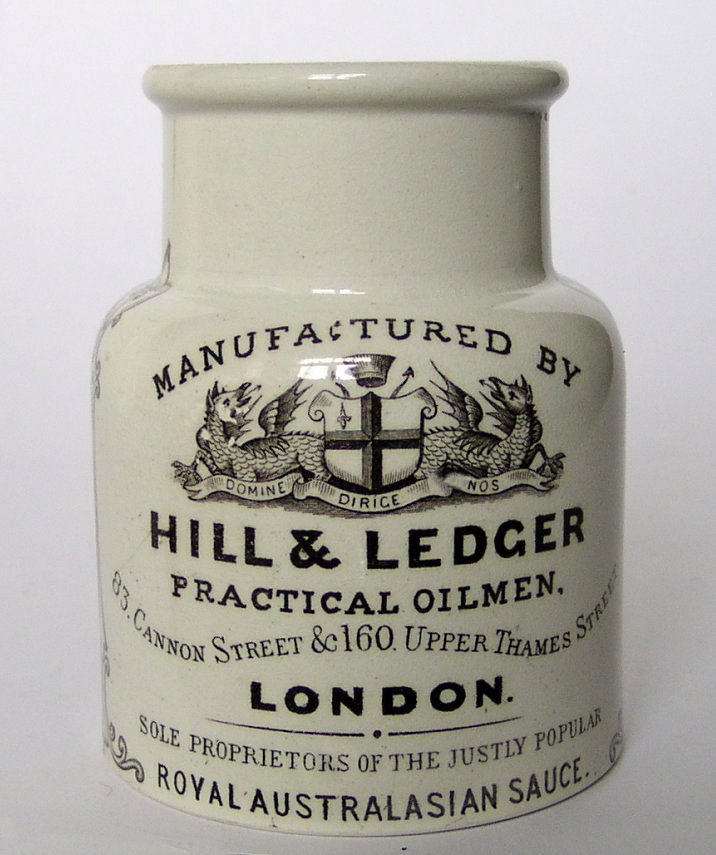 MANUFACTURED BY
DOMINE DIRIGE NOS
HILL & LEDGER
PRACTICAL OILMEN,
83. CANNON STREET &c 160. UPPER THAMES STREET
LONDON.
SOLE PROPRIETORS OF THE JUSTLY POPULAR
ROYAL AUSTRALASIAN SAUCE.